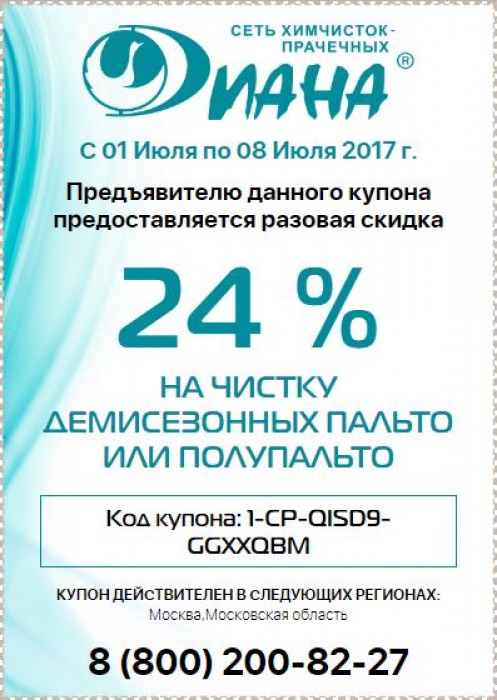 СЕТЬ ХИМЧИСТОК-
ПРАЧЕЧНЫХ
ДИАНА®
С 01 Июля по 08 Июля 2017 г.
Предъявителю данного купона
предоставляется разовая скидка
24 %
НА ЧИСТКУ
ДЕМИСЕЗОННЫХ ПАЛЬТО
ИЛИ ПОЛУПАЛЬТО
Код купона: 1-CP-QISD9-
GGXXQBM
КУПОН ДЕЙСТВИТЕЛЕН В СЛЕДУЮЩИХ РЕГИОНАХ:
Москва,Московская область
8 (800) 200-82-27